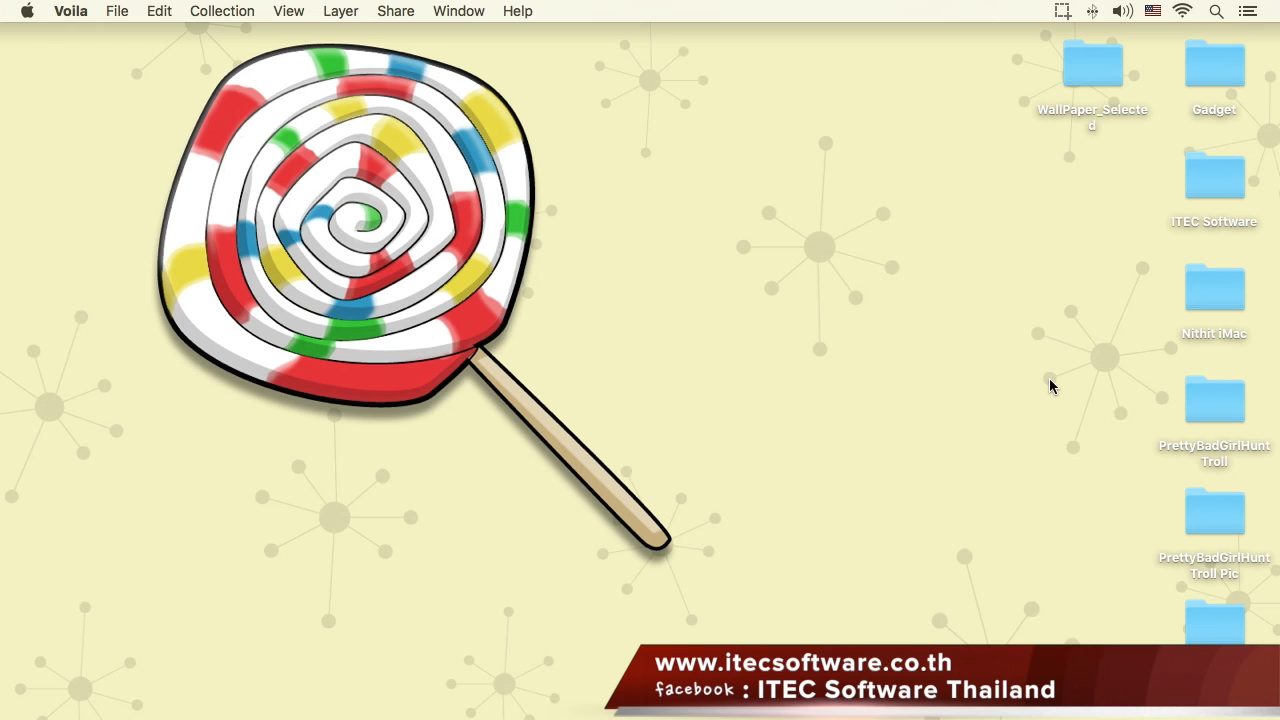 Voila File Edit Collection View Layer Share Window Help
WallPaper_Selecte
d
Gadget
ITEC Software
Nithit iMac
PrettyBadGirlHunt
Troll
PrettyBadGirlHunt
Troll Pic
www.itecsoftware.co.th
facebook : ITEC Software Thailand